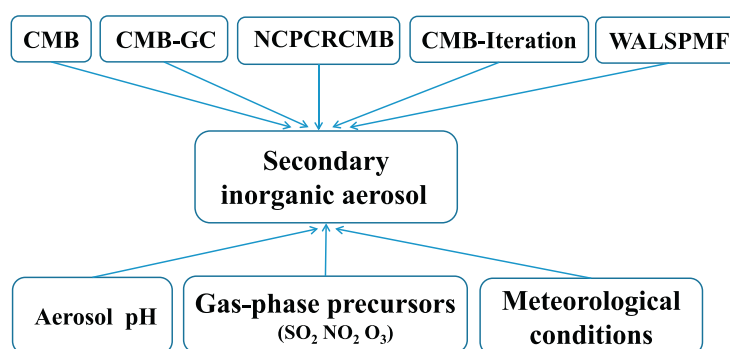 CMB
CMB-GC
NCPCRCMB
CMB-Iteration
WALSPMF
Secondary
inorganic aerosol
Aerosol pH
Gas-phase precursors
(SO₂ NO₂ O₃)
Meteorological
conditions